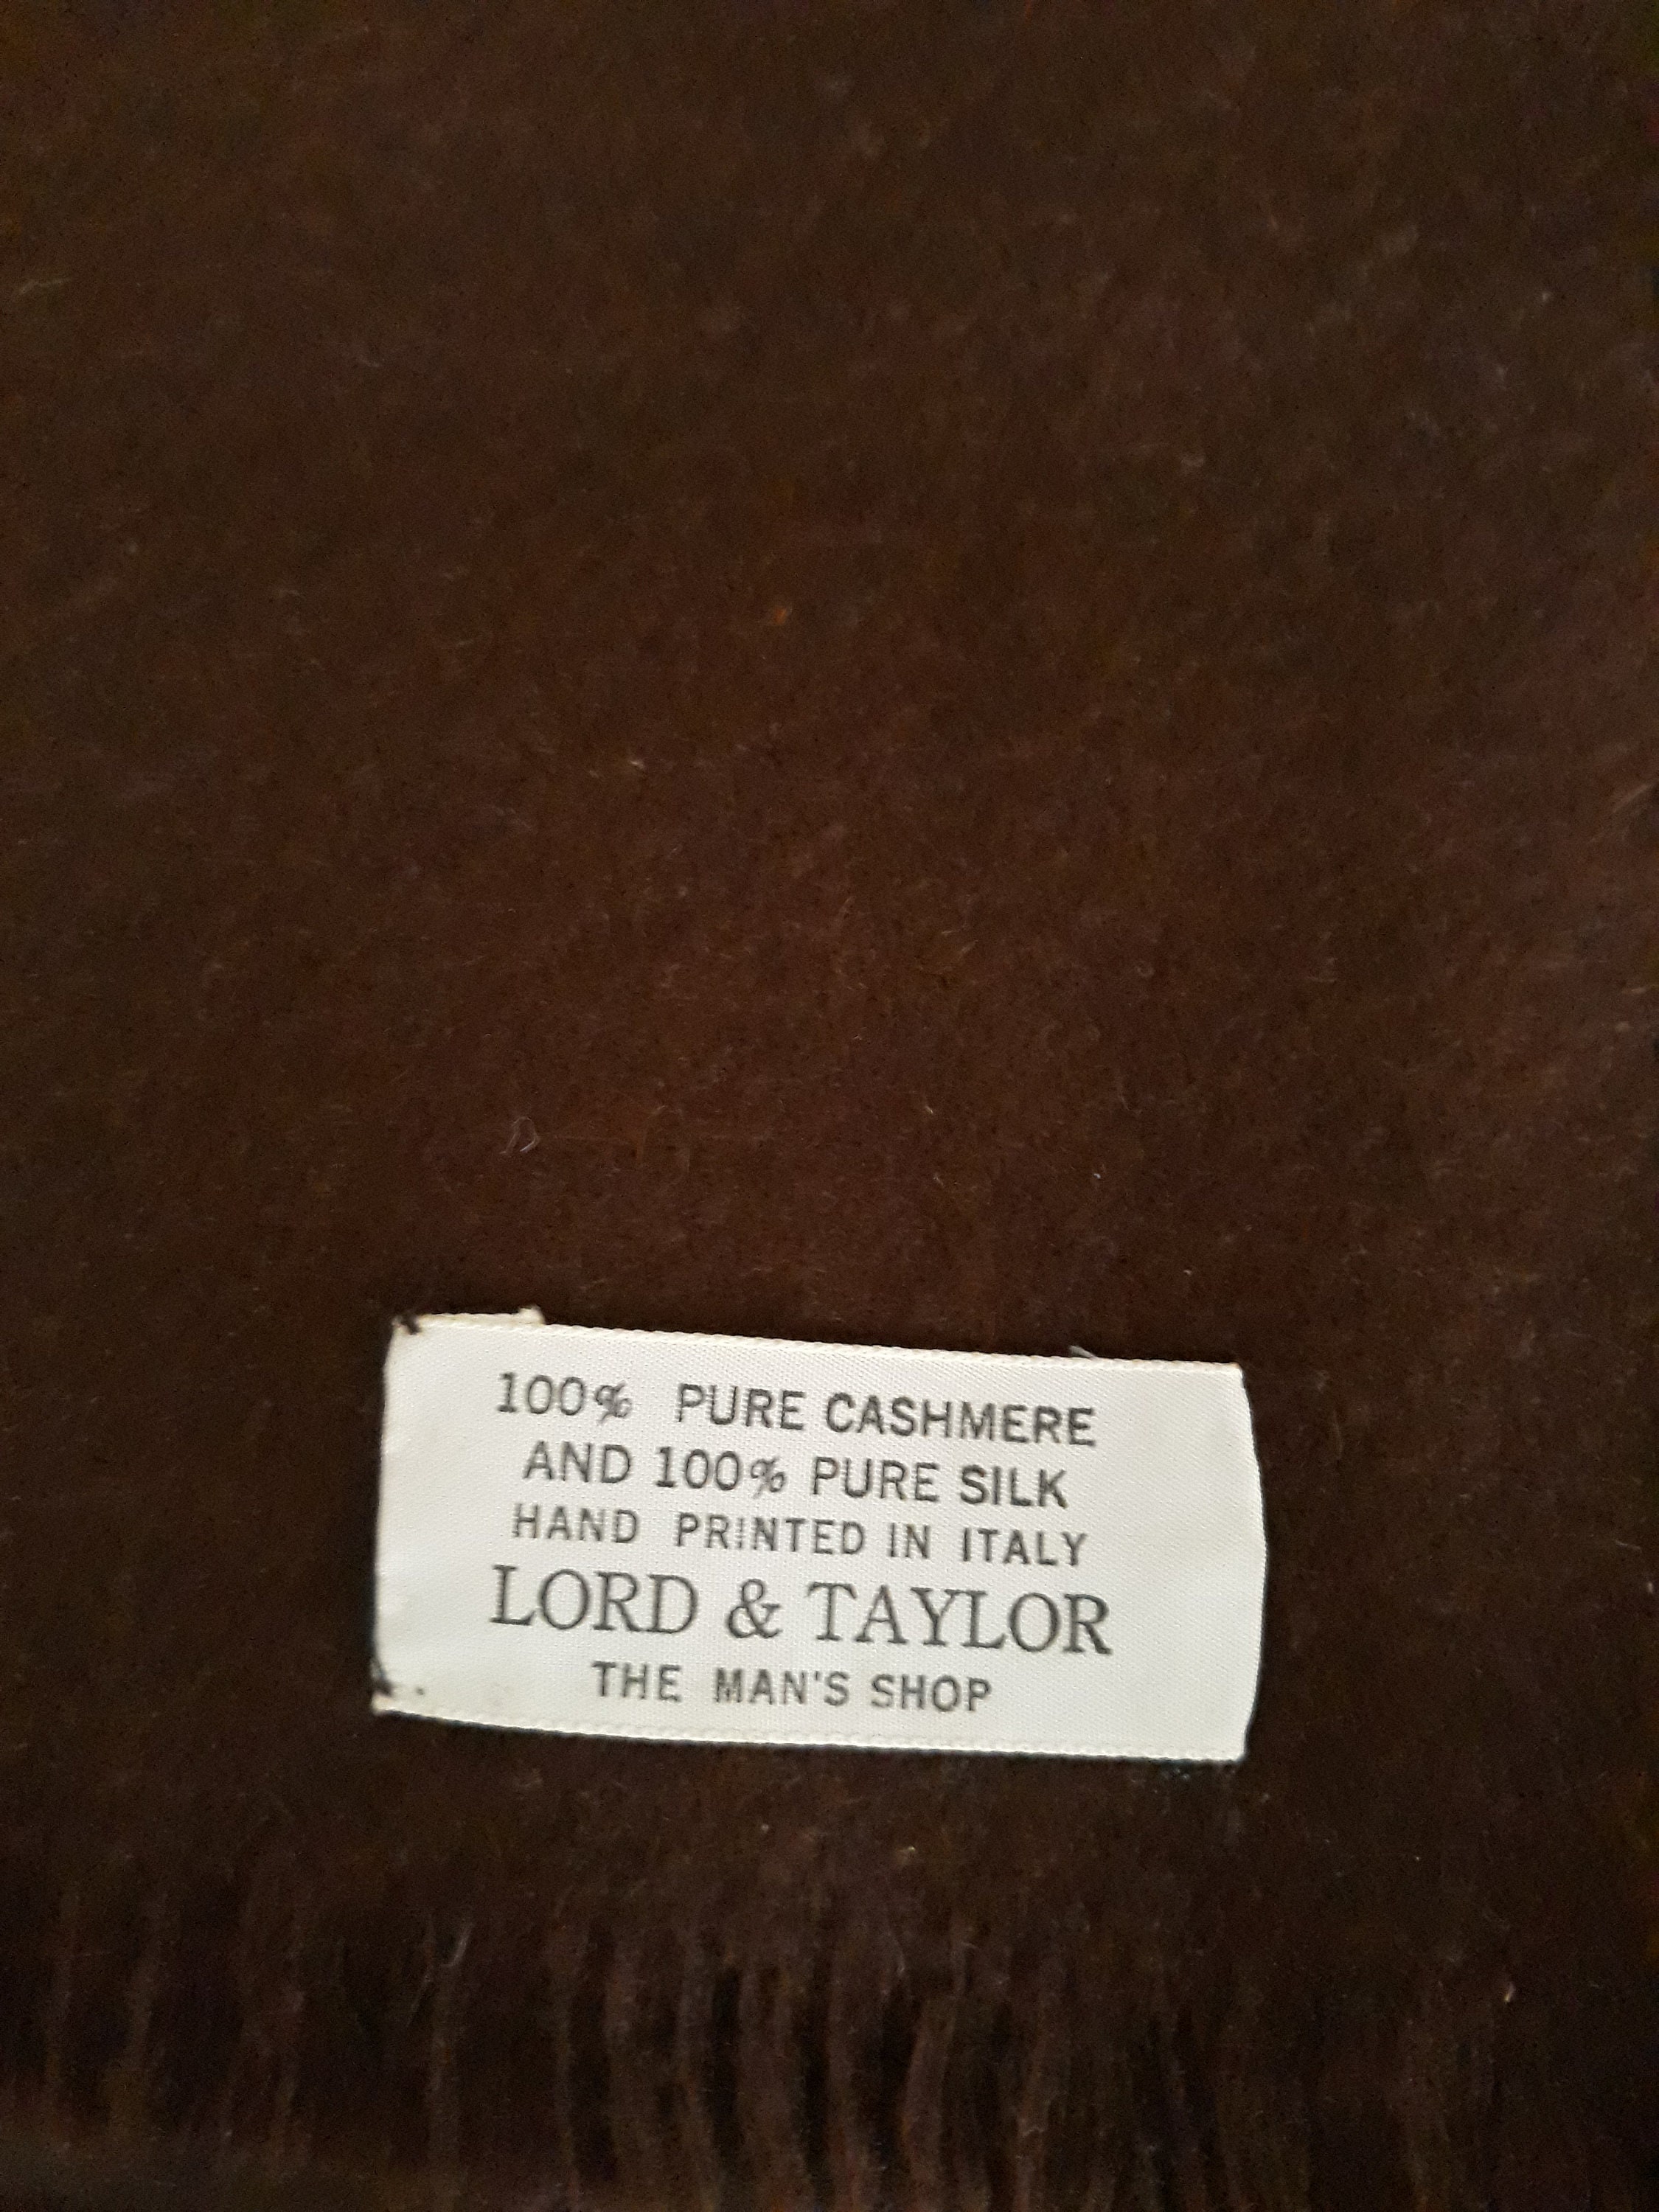 100% PURE CASHMERE
AND 100% PURE SILK
HAND PRINTED IN ITALY
LORD & TAYLOR
THE MAN'S SHOP